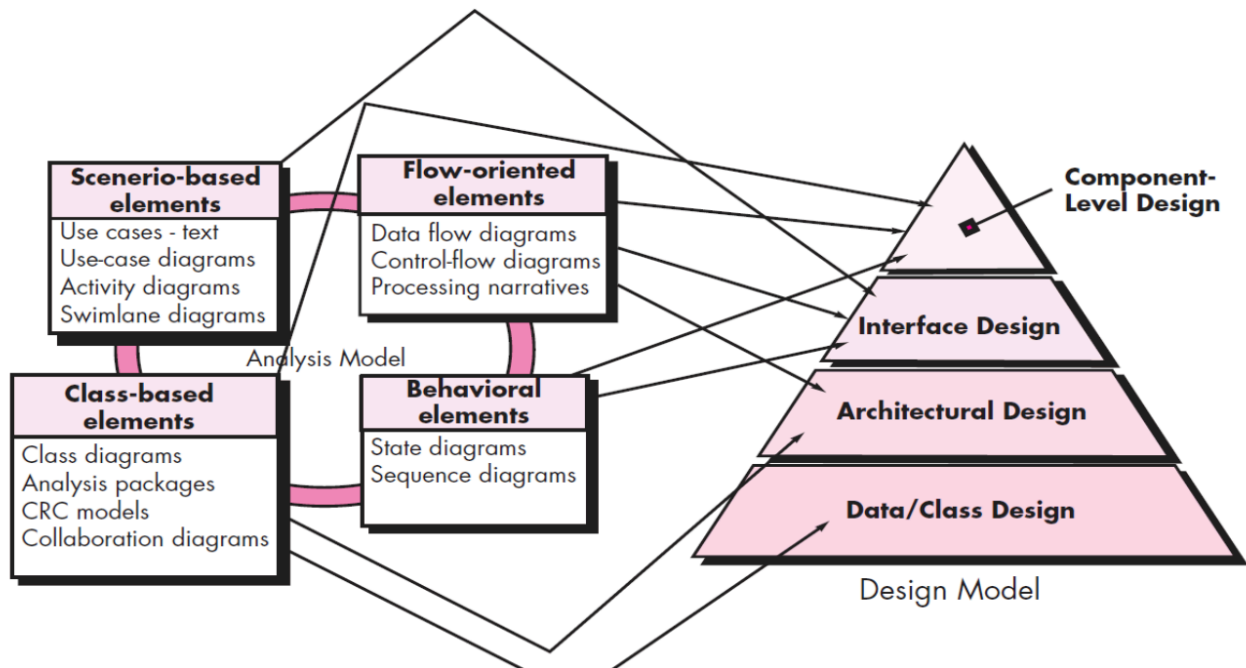 Scenerio-based
elements
Use cases - text
Use-case diagrams
Activity diagrams
Swimlane diagrams
Flow-oriented
elements
Data flow diagrams
Control-flow diagrams
Processing narratives
Analysis Model
Class-based
elements
Class diagrams
Analysis packages
CRC models
Collaboration diagrams
Behavioral
elements
State diagrams
Sequence diagrams
Component-
Level Design
Interface Design
Architectural Design
Data/Class Design
Design Model